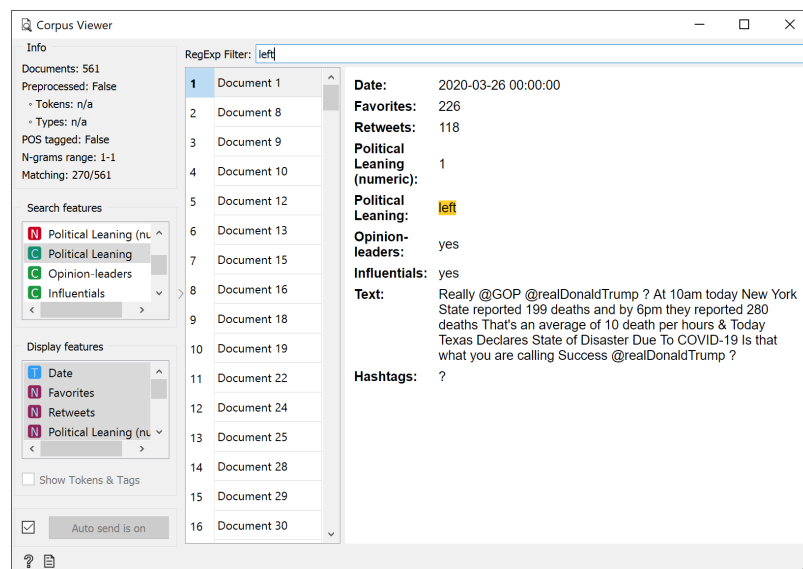 Corpus Viewer
Info
Documents: 561
Preprocessed: False
◦ Tokens: n/a
◦ Types: n/a
POS tagged: False
N-grams range: 1-1
Matching: 270/561
Search features
N Political Leaning (nu
C Political Leaning
C Opinion-leaders
C Influentials
Display features
T Date
N Favorites
N Retweets
N Political Leaning (nu
Show Tokens & Tags
Auto send is on
RegExp Filter: left
1 Document 1
2 Document 8
3 Document 9
4 Document 10
5 Document 12
6 Document 13
7 Document 15
8 Document 16
9 Document 18
10 Document 19
11 Document 22
12 Document 24
13 Document 25
14 Document 28
15 Document 29
16 Document 30
Date: 2020-03-26 00:00:00
Favorites: 226
Retweets: 118
Political
Leaning 1
(numeric):
Political left
Leaning:
Opinion- yes
leaders:
Influentials: yes
Text: Really @GOP @realDonaldTrump ? At 10am today New York
State reported 199 deaths and by 6pm they reported 280
deaths That's an average of 10 death per hours & Today
Texas Declares State of Disaster Due To COVID-19 Is that
what you are calling Success @realDonaldTrump ?
Hashtags: ?